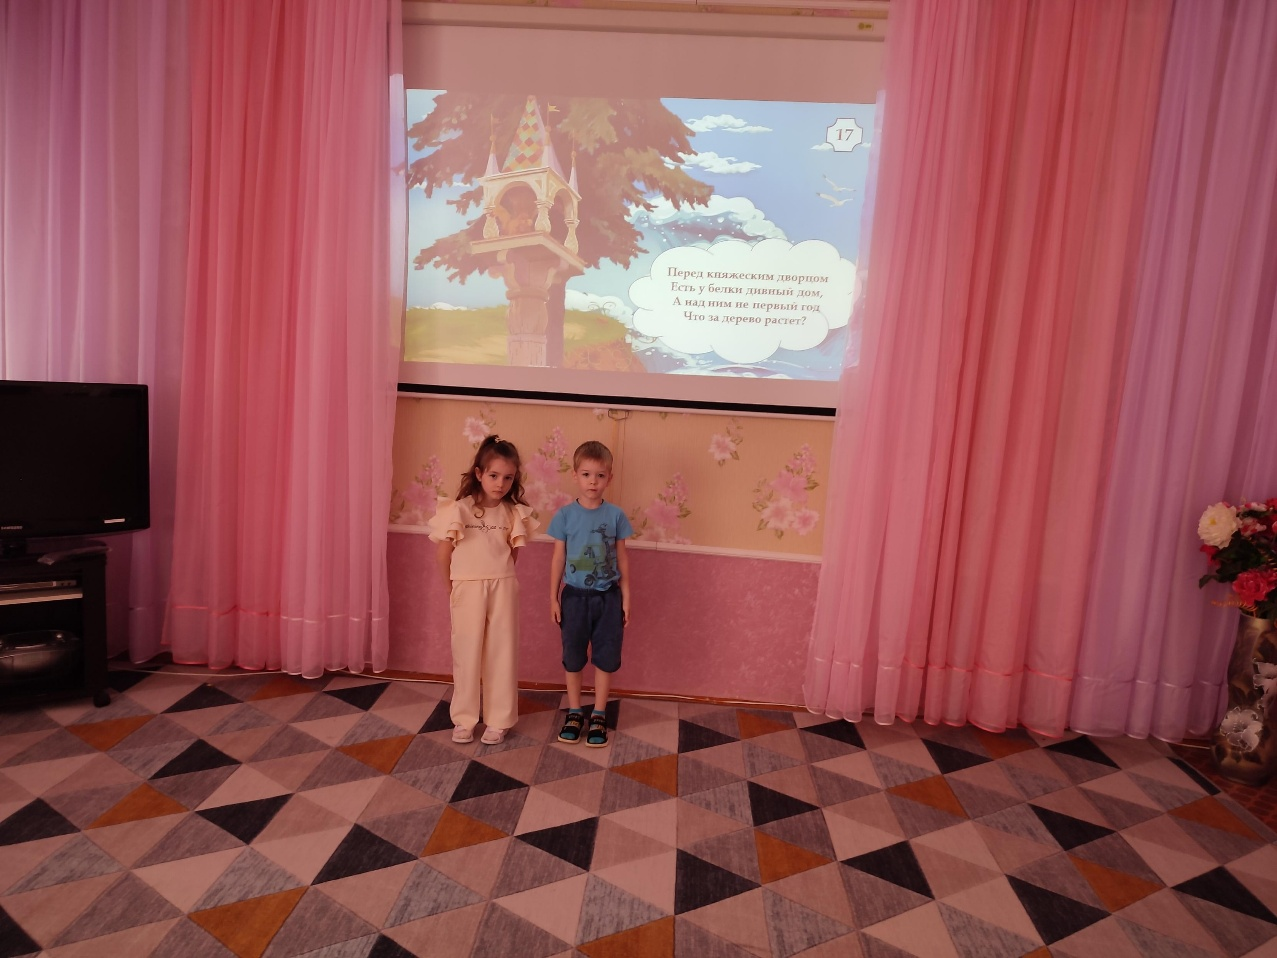 17
Перед княжеским дворцом
Есть у белки дивный дом,
А над ним не первый год
Что за дерево растет?